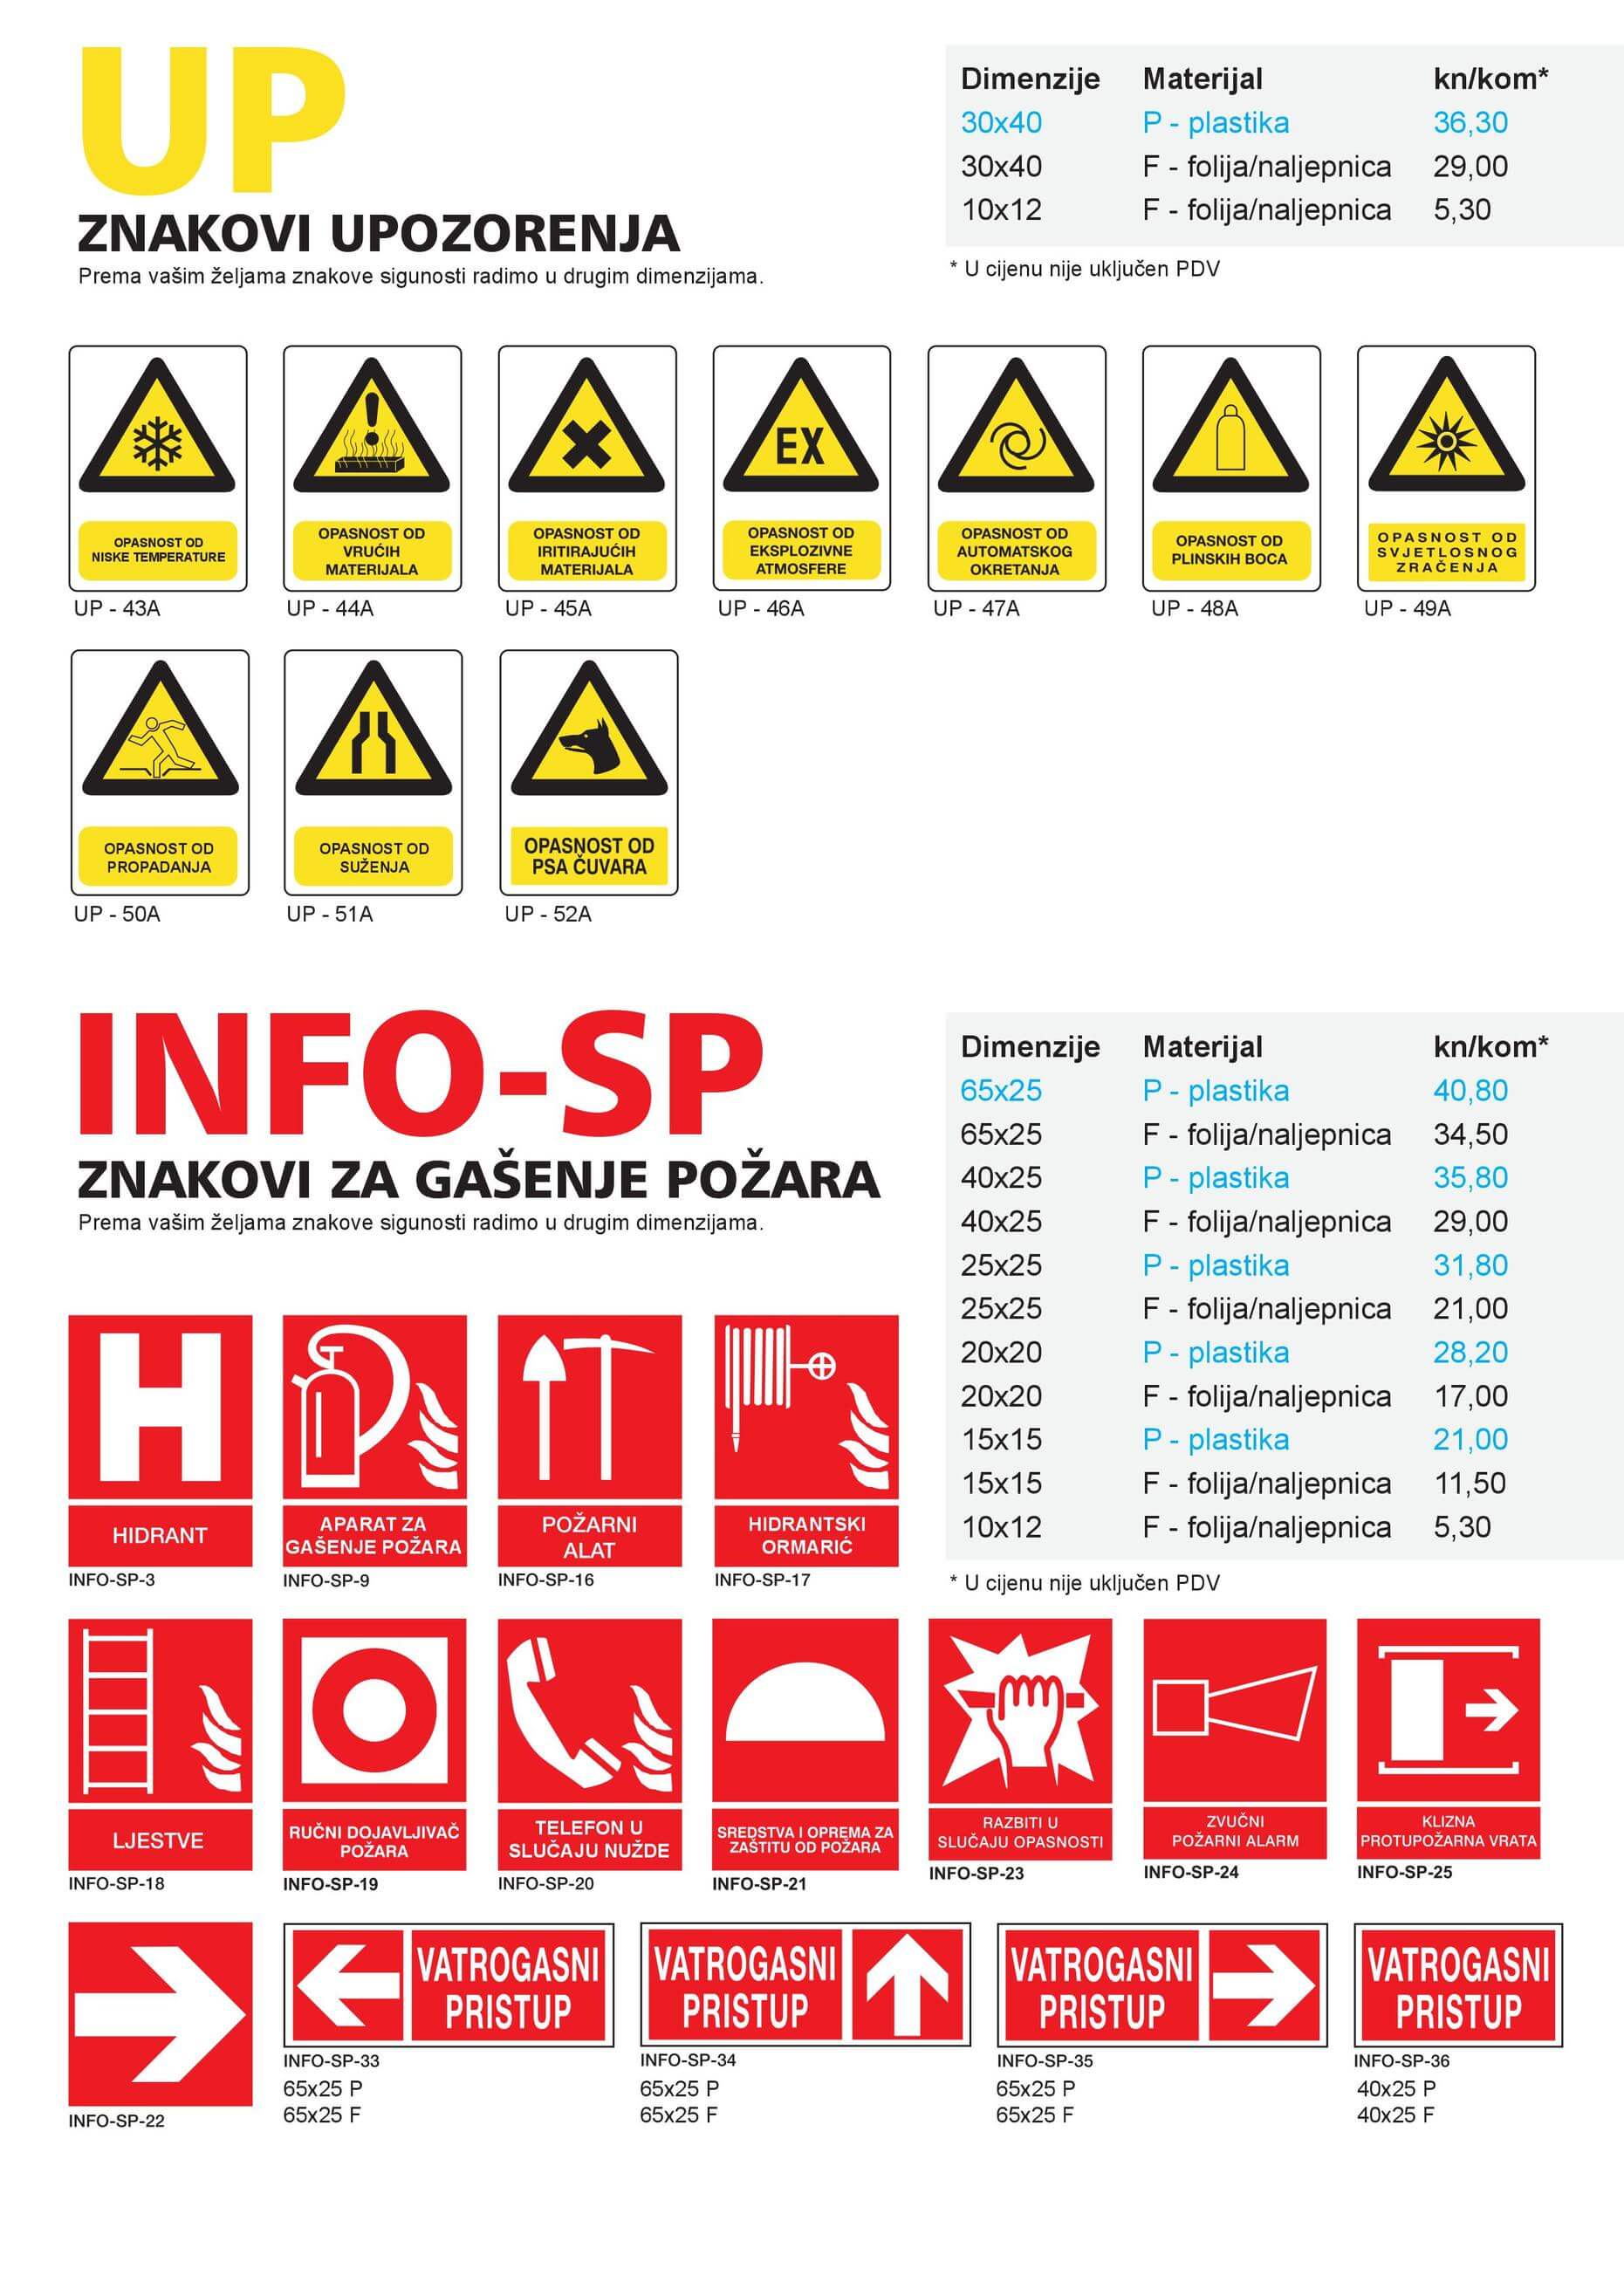 UP
ZNAKOVI UPOZORENJA
Prema vašim željama znakove sigunosti radimo u drugim dimenzijama.
Dimenzije Materijal kn/kom*
30x40 P - plastika 36,30
30x40 F - folija/naljepnica 29,00
10x12 F - folija/naljepnica 5,30
* U cijenu nije uključen PDV
OPASNOST OD
NISKE TEMPERATURE
UP - 43A
OPASNOST OD
VRUĆIH
MATERIJALA
UP - 44A
OPASNOST OD
IRITIRAJUĆIH
MATERIJALA
UP - 45A
EX
OPASNOST OD
EKSPLOZIVNE
ATMOSFERE
UP - 46A
OPASNOST OD
AUTOMATSKOG
OKRETANJA
UP - 47A
OPASNOST OD
PLINSKIH BOCA
UP - 48A
OPASNOST OD
SVJETLOSNOG
ZRAČENJA
UP - 49A
OPASNOST OD
PROPADANJA
UP - 50A
OPASNOST OD
SUŽENJA
UP - 51A
OPASNOST OD
PSA ČUVARA
UP - 52A
INFO-SP
ZNAKOVI ZA GAŠENJE POŽARA
Prema vašim željama znakove sigunosti radimo u drugim dimenzijama.
Dimenzije Materijal kn/kom*
65x25 P - plastika 40,80
65x25 F - folija/naljepnica 34,50
40x25 P - plastika 35,80
40x25 F - folija/naljepnica 29,00
25x25 P - plastika 31,80
25x25 F - folija/naljepnica 21,00
20x20 P - plastika 28,20
20x20 F - folija/naljepnica 17,00
15x15 P - plastika 21,00
15x15 F - folija/naljepnica 11,50
10x12 F - folija/naljepnica 5,30
* U cijenu nije uključen PDV
H
HIDRANT
INFO-SP-3
APARAT ZA
GAŠENJE POŽARA
INFO-SP-9
POŽARNI
ALAT
INFO-SP-16
HIDRANTSKI
ORMARIĆ
INFO-SP-17
LJESTVE
INFO-SP-18
RUČNI DOJAVLJIVAČ
POŽARA
INFO-SP-19
TELEFON U
SLUČAJU NUŽDE
INFO-SP-20
SREDSTVA I OPREMA ZA
ZAŠTITU OD POŽARA
INFO-SP-21
RAZBITI U
SLUČAJU OPASNOSTI
INFO-SP-23
ZVUČNI
POŽARNI ALARM
INFO-SP-24
KLIZNA
PROTUPOŽARNA VRATA
INFO-SP-25
INFO-SP-22
VATROGASNI
PRISTUP
INFO-SP-33
65x25 P
65x25 F
VATROGASNI
PRISTUP
INFO-SP-34
65x25 P
65x25 F
VATROGASNI
PRISTUP
INFO-SP-35
65x25 P
65x25 F
VATROGASNI
PRISTUP
INFO-SP-36
40x25 P
40x25 F